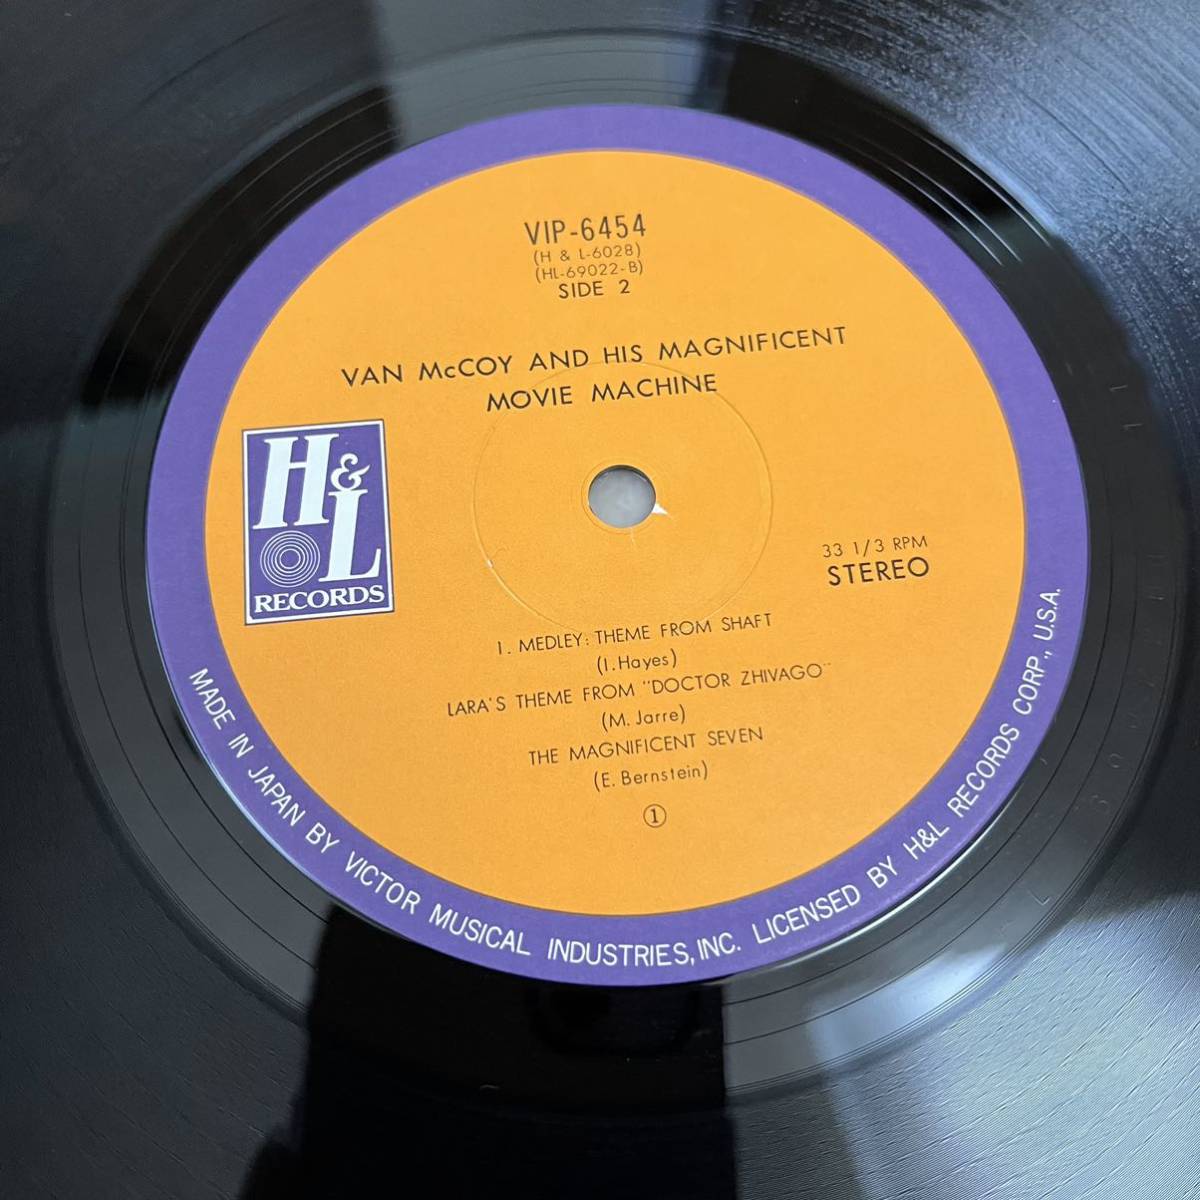 VIP-6454
(H & L-6028)
(HL-69022-B)
SIDE 2
VAN McCOY AND HIS MAGNIFICENT
MOVIE MACHINE
H&L
RECORDS
33 1/3 RPM
STEREO
1. MEDLEY: THEME FROM SHAFT
(I. Hayes)
LARA'S THEME FROM "DOCTOR ZHIVAGO"
(M. Jarre)
THE MAGNIFICENT SEVEN
(E. Bernstein)
①
MADE IN JAPAN BY VICTOR MUSICAL INDUSTRIES, INC. LICENSED BY H&L RECORDS CORP., U.S.A.